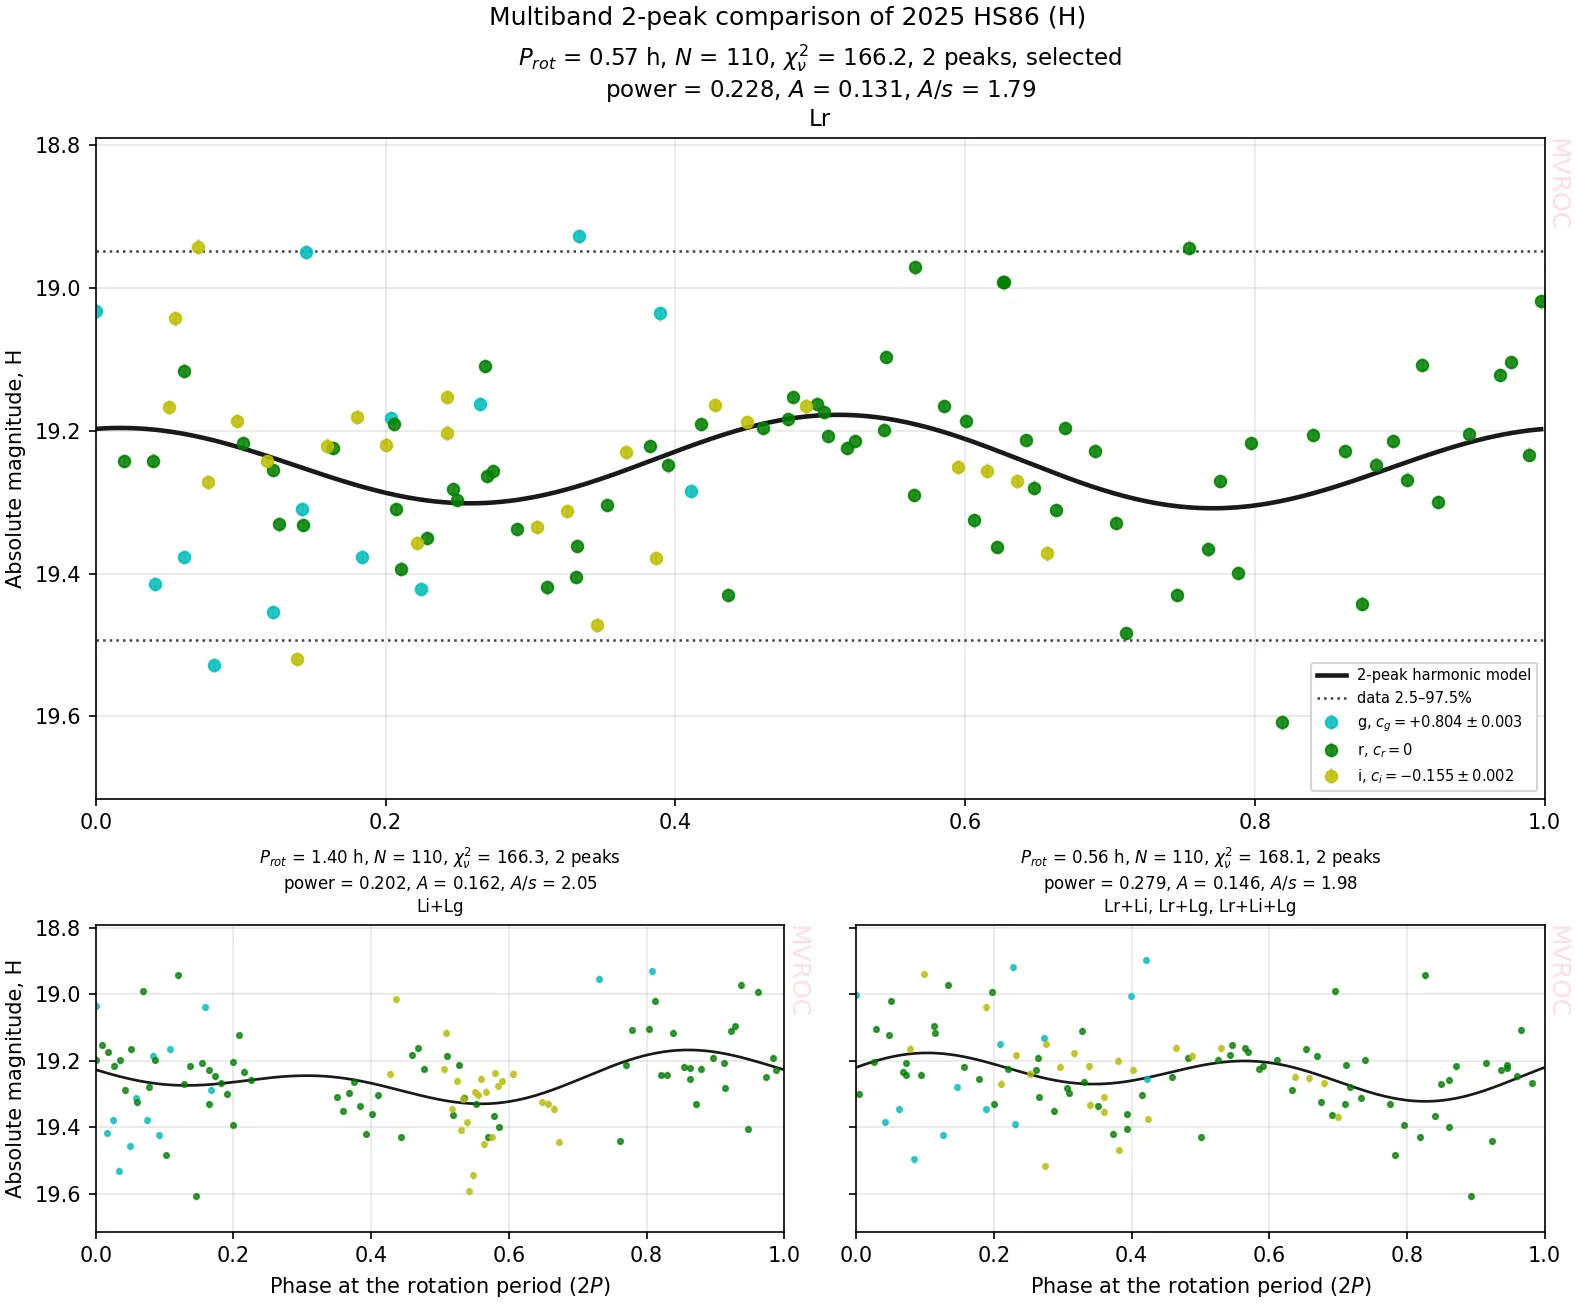 Multiband 2-peak comparison of 2025 HS86 (H)
P_rot = 0.57 h, N = 110, χ²_ν = 166.2, 2 peaks, selected
power = 0.228, A = 0.131, A/s = 1.79
Lr
Absolute magnitude, H
18.8
19.0
19.2
19.4
19.6
0.0 0.2 0.4 0.6 0.8 1.0
MVROC
2-peak harmonic model
data 2.5–97.5%
g, c_g = +0.804 ± 0.003
r, c_r = 0
i, c_i = −0.155 ± 0.002
P_rot = 1.40 h, N = 110, χ²_ν = 166.3, 2 peaks
power = 0.202, A = 0.162, A/s = 2.05
Li+Lg
Absolute magnitude, H
18.8
19.0
19.2
19.4
19.6
0.0 0.2 0.4 0.6 0.8 1.0
Phase at the rotation period (2P)
MVROC
P_rot = 0.56 h, N = 110, χ²_ν = 168.1, 2 peaks
power = 0.279, A = 0.146, A/s = 1.98
Lr+Li, Lr+Lg, Lr+Li+Lg
0.0 0.2 0.4 0.6 0.8 1.0
Phase at the rotation period (2P)
MVROC